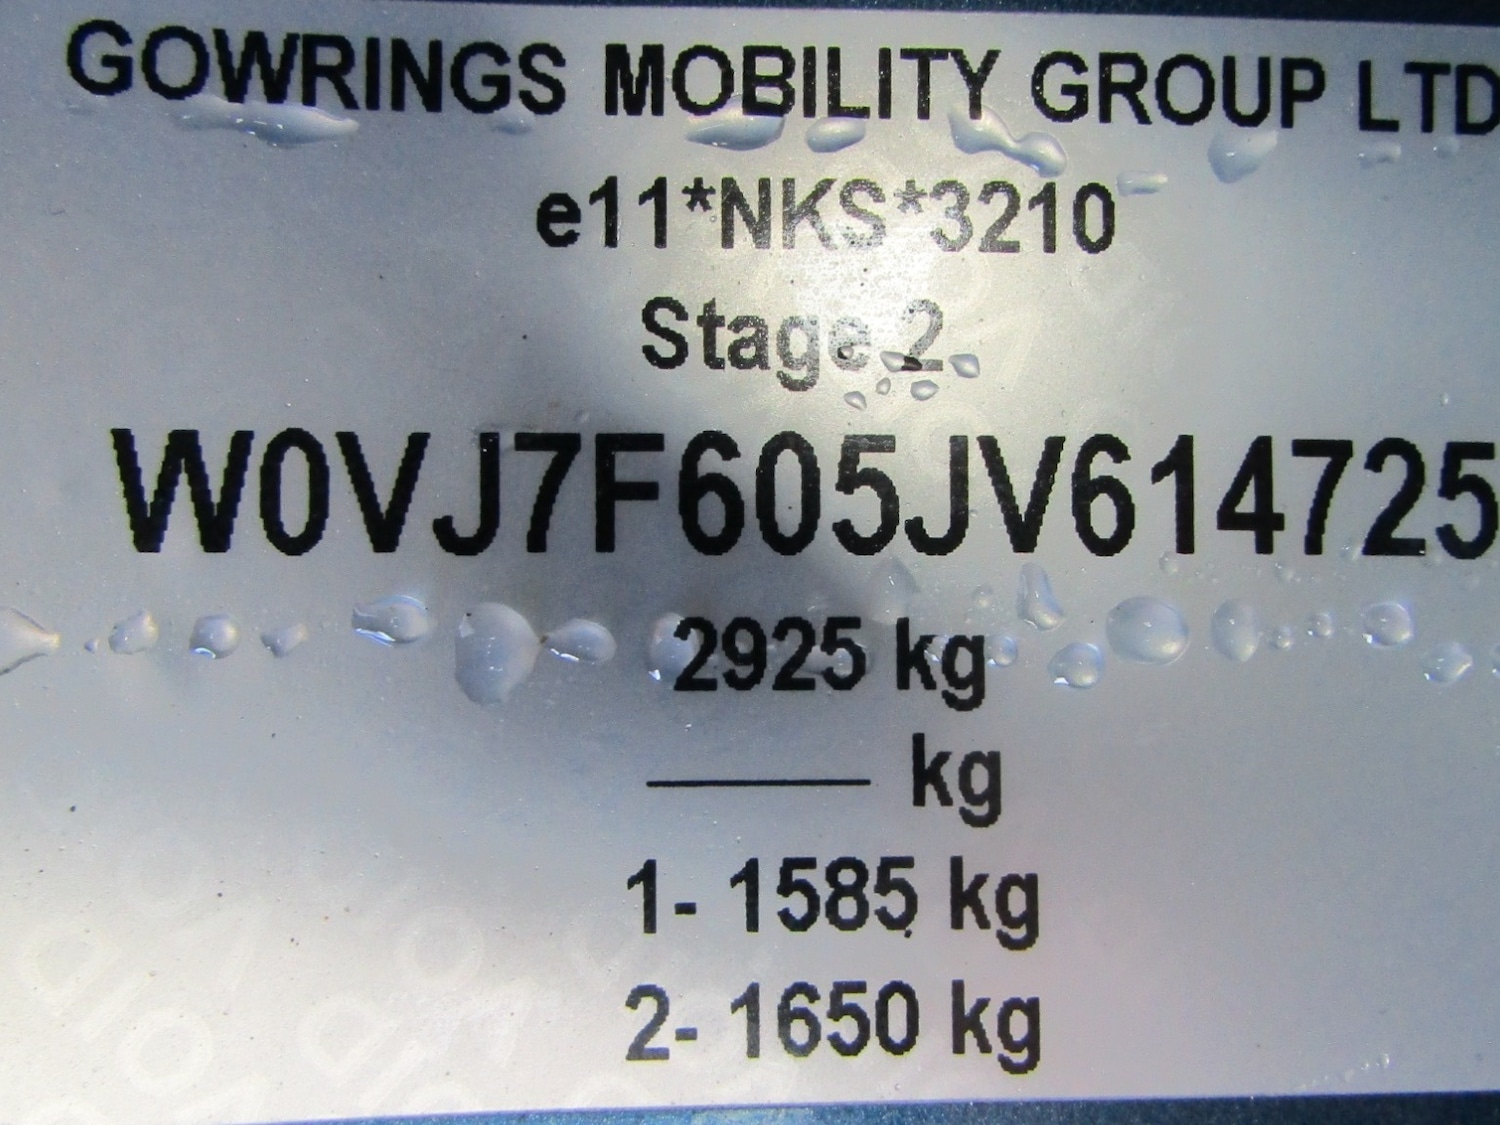 GOWRINGS MOBILITY GROUP LTD
e11*NKS*3210
Stage 2
W0VJ7F605JV614725
2925 kg
——— kg
1- 1585 kg
2- 1650 kg